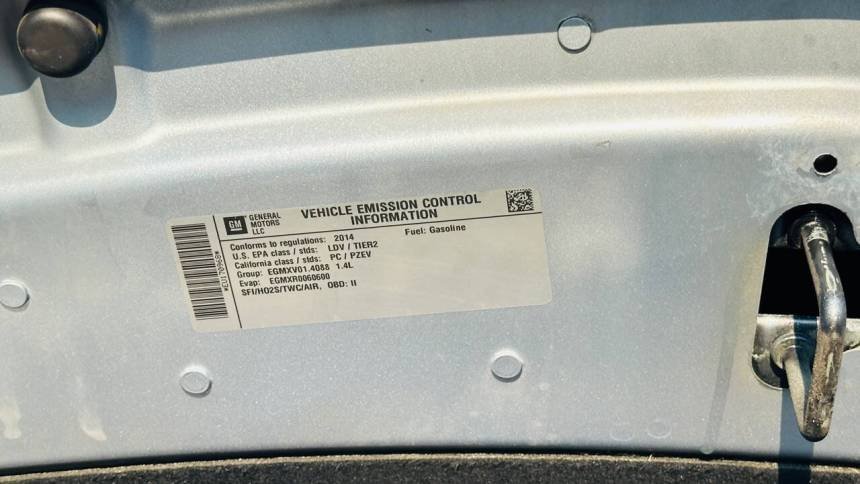 GM
GENERAL
MOTORS
LLC
VEHICLE EMISSION CONTROL
INFORMATION
Conforms to regulations: 2014 Fuel: Gasoline
U.S. EPA class / stds: LDV / TIER2
California class / stds: PC / PZEV
Group: EGMXV01.4088 1.4L
Evap: EGMXR0060600
SFI/HO2S/TWC/AIR, OBD: II